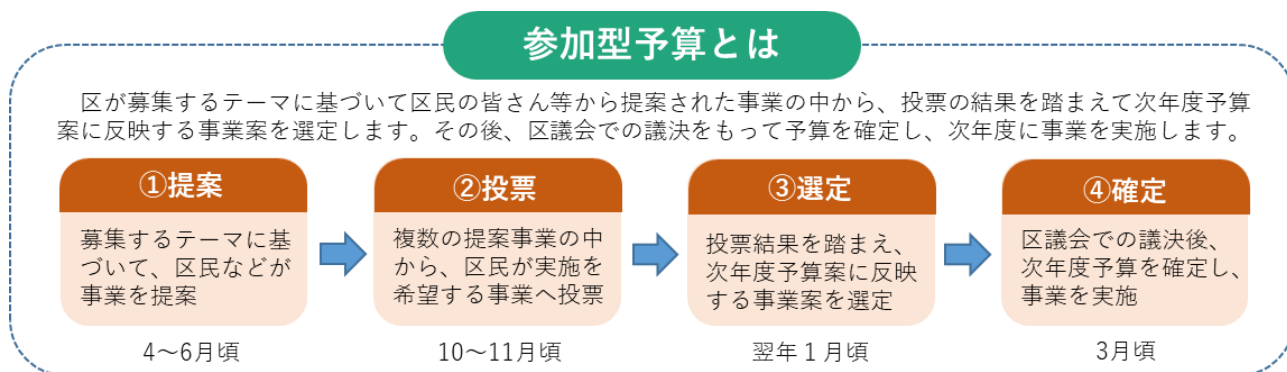 参加型予算とは
区が募集するテーマに基づいて区民の皆さん等から提案された事業の中から、投票の結果を踏まえて次年度予算
案に反映する事業案を選定します。その後、区議会での議決をもって予算を確定し、次年度に事業を実施します。
①提案
募集するテーマに基
づいて、区民などが
事業を提案
4～6月頃
②投票
複数の提案事業の中
から、区民が実施を
希望する事業へ投票
10～11月頃
③選定
投票結果を踏まえ、
次年度予算案に反映
する事業案を選定
翌年１月頃
④確定
区議会での議決後、
次年度予算を確定し、
事業を実施
3月頃